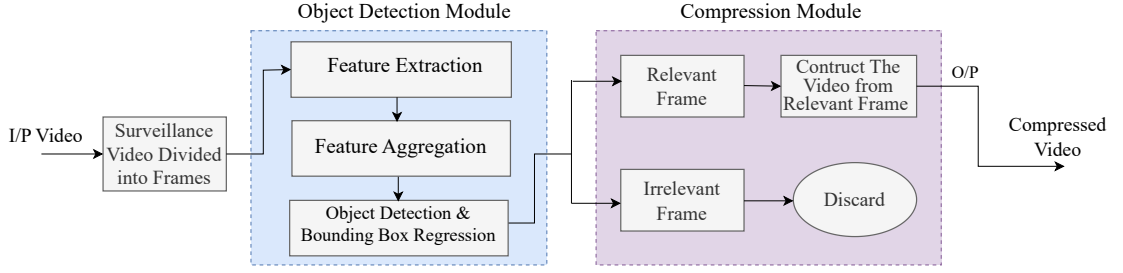 Object Detection Module
Compression Module
I/P Video
Surveillance
Video Divided
into Frames
Feature Extraction
Feature Aggregation
Object Detection &
Bounding Box Regression
Relevant
Frame
Contruct The
Video from
Relevant Frame
O/P
Compressed
Video
Irrelevant
Frame
Discard